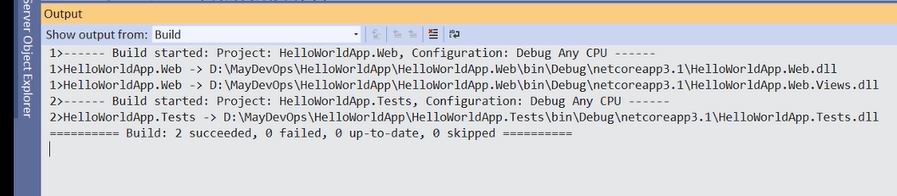 Server Object Explorer
Output
Show output from: Build
1>------ Build started: Project: HelloWorldApp.Web, Configuration: Debug Any CPU ------
1>HelloWorldApp.Web -> D:\MayDevOps\HelloWorldApp\HelloWorldApp.Web\bin\Debug\netcoreapp3.1\HelloWorldApp.Web.dll
1>HelloWorldApp.Web -> D:\MayDevOps\HelloWorldApp\HelloWorldApp.Web\bin\Debug\netcoreapp3.1\HelloWorldApp.Web.Views.dll
2>------ Build started: Project: HelloWorldApp.Tests, Configuration: Debug Any CPU ------
2>HelloWorldApp.Tests -> D:\MayDevOps\HelloWorldApp\HelloWorldApp.Tests\bin\Debug\netcoreapp3.1\HelloWorldApp.Tests.dll
========== Build: 2 succeeded, 0 failed, 0 up-to-date, 0 skipped ==========